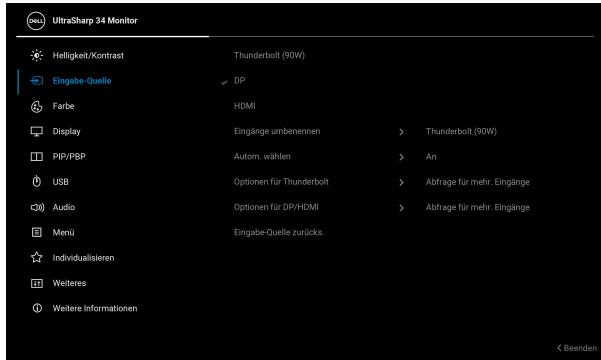 DELL UltraSharp 34 Monitor
Helligkeit/Kontrast Thunderbolt (90W)
Eingabe-Quelle DP
Farbe HDMI
Display Eingänge umbenennen Thunderbolt (90W)
PIP/PBP Autom. wählen An
USB Optionen für Thunderbolt Abfrage für mehr. Eingänge
Audio Optionen für DP/HDMI Abfrage für mehr. Eingänge
Menü Eingabe-Quelle zurücks.
Individualisieren
Weiteres
Weitere Informationen
Beenden